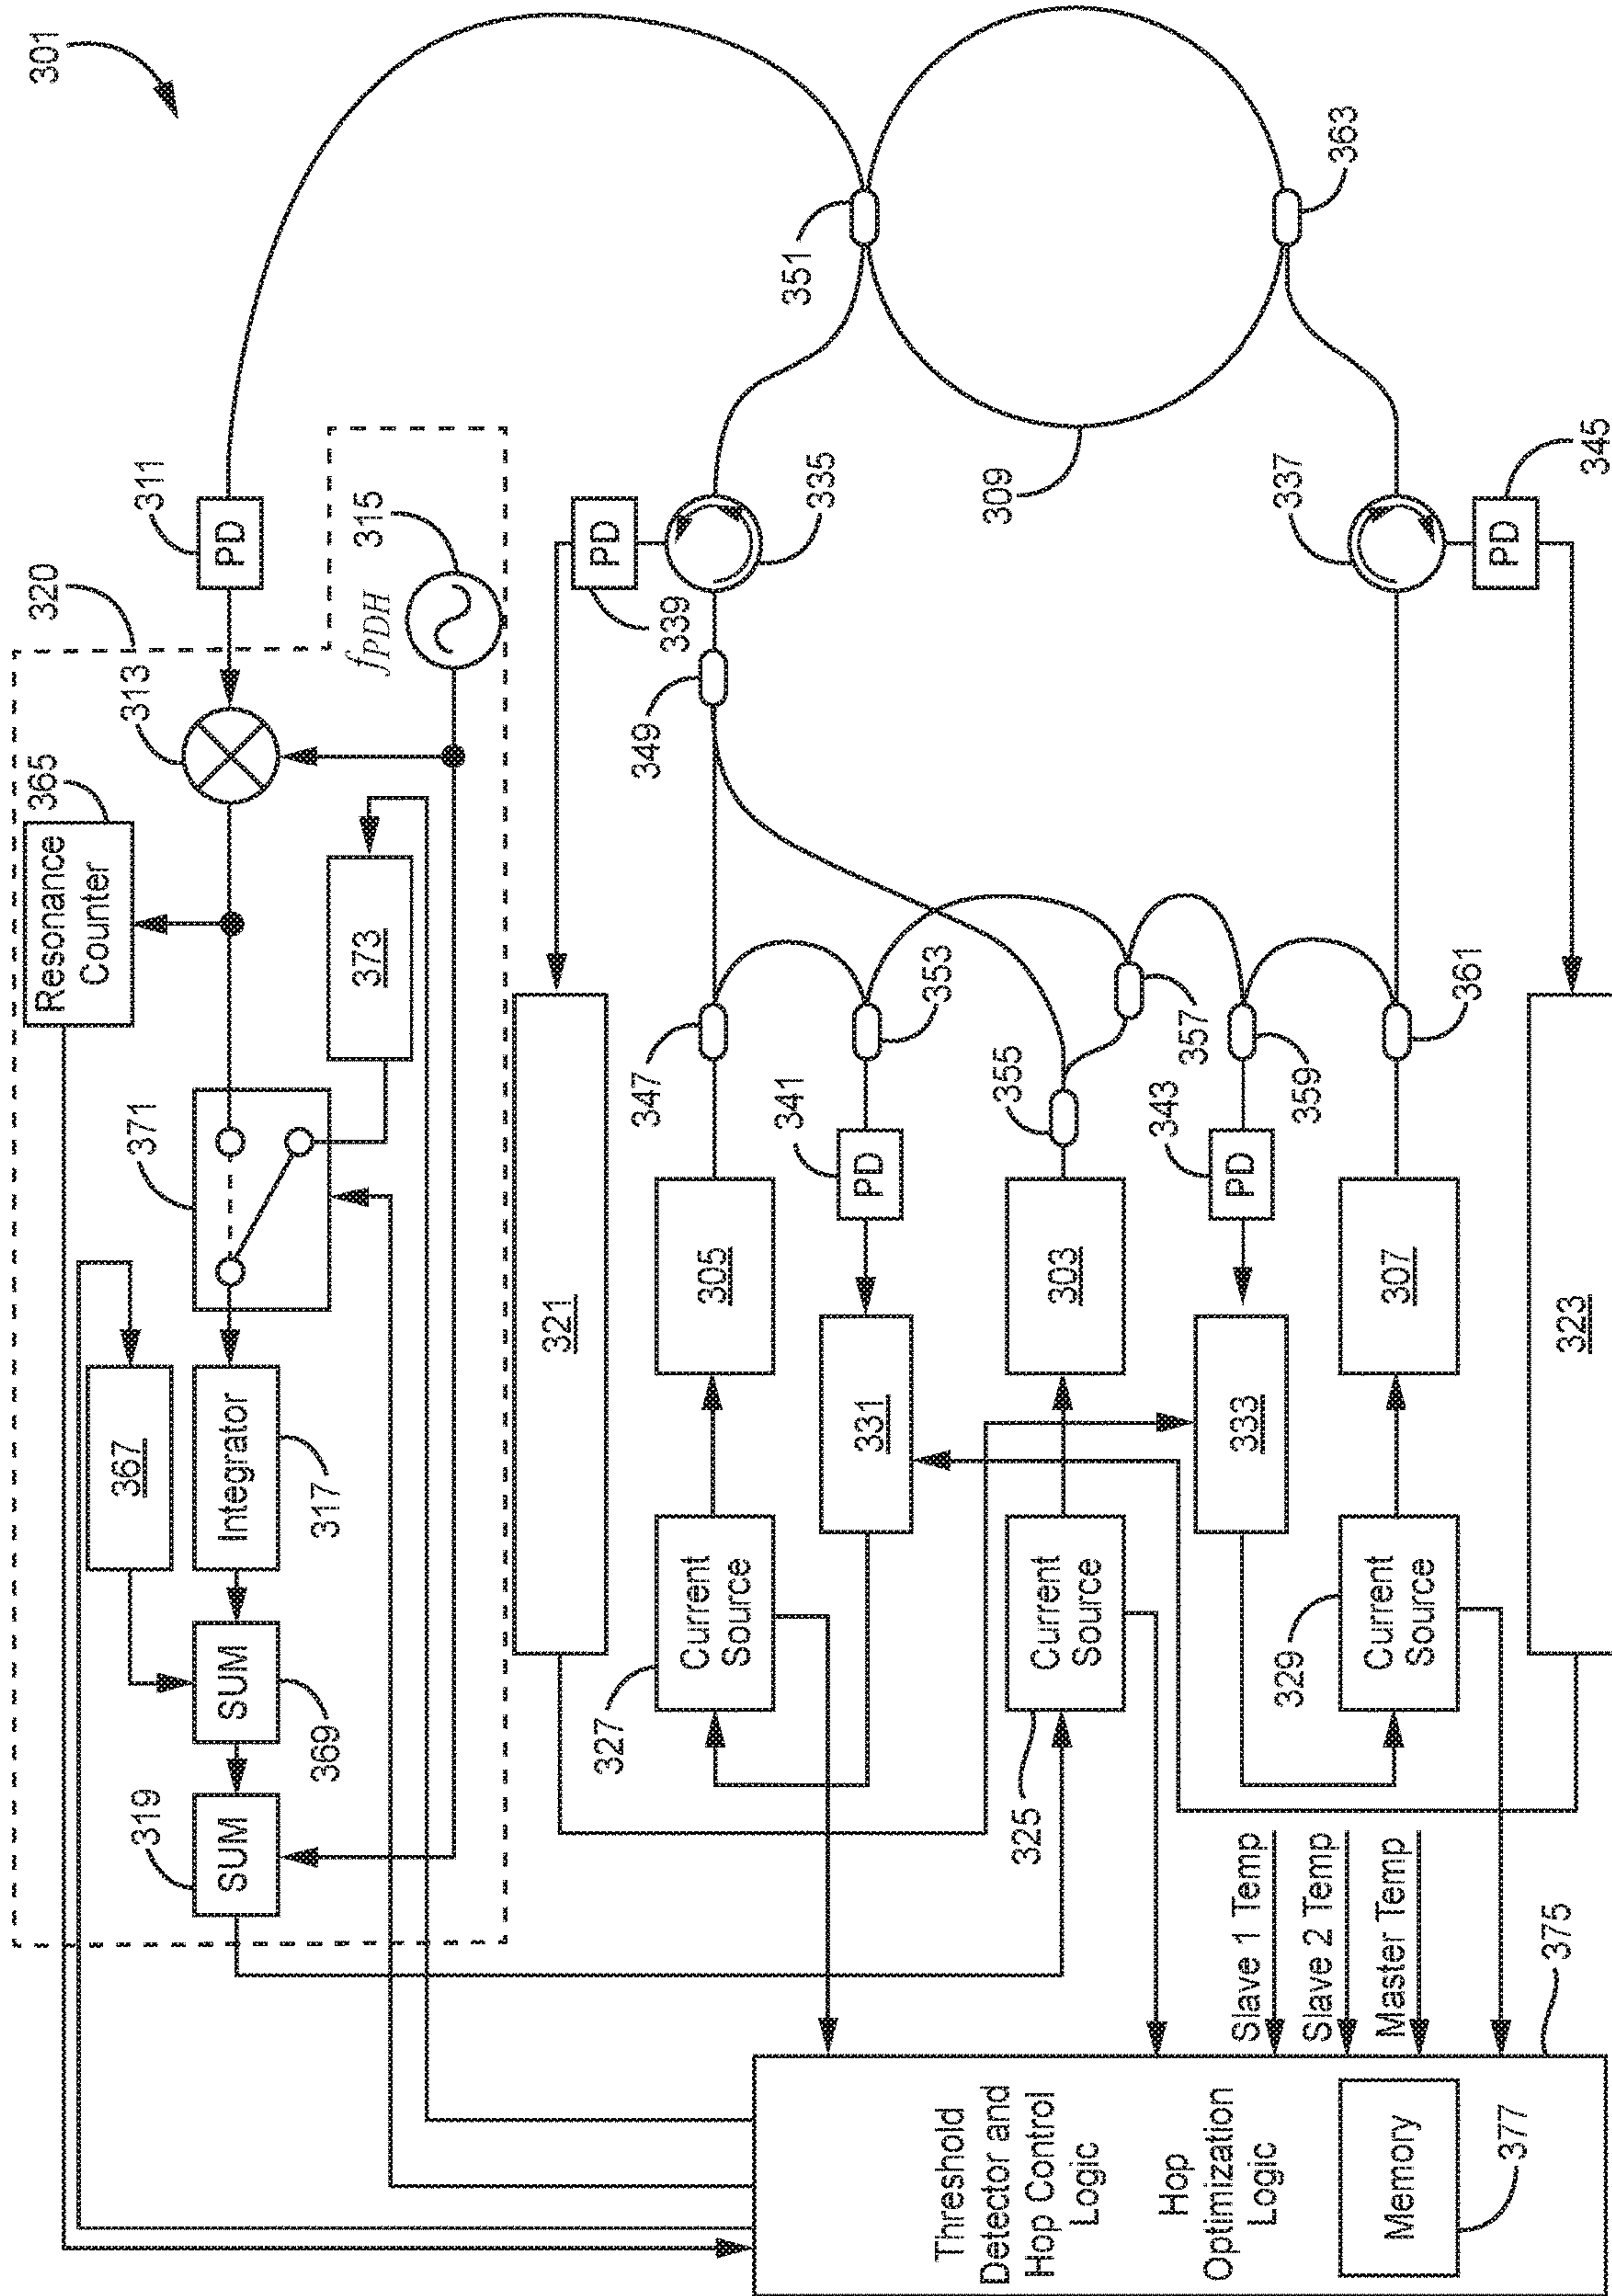 301
320
311
PD
313
365
Resonance
Counter
315
f_PDH
373
371
367
Integrator
317
SUM
369
319
SUM
351
363
309
335
339
PD
349
337
PD
345
321
347
353
341
PD
355
357
343
PD
359
361
305
303
307
331
333
323
Current
Source
327
Current
Source
325
Current
Source
329
Slave 1 Temp
Slave 2 Temp
Master Temp
375
Threshold
Detector and
Hop Control
Logic
Hop
Optimization
Logic
Memory
377